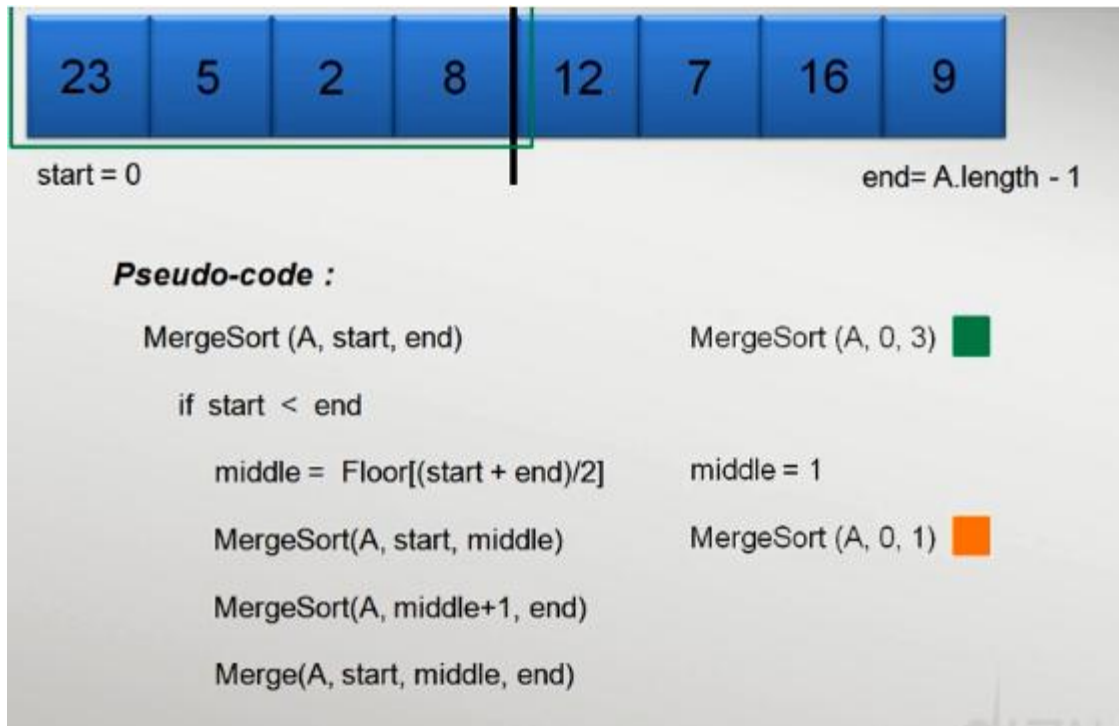 23 5 2 8 12 7 16 9
start = 0 end= A.length - 1
Pseudo-code :
MergeSort (A, start, end) MergeSort (A, 0, 3)
if start < end
middle = Floor[(start + end)/2] middle = 1
MergeSort(A, start, middle) MergeSort (A, 0, 1)
MergeSort(A, middle+1, end)
Merge(A, start, middle, end)